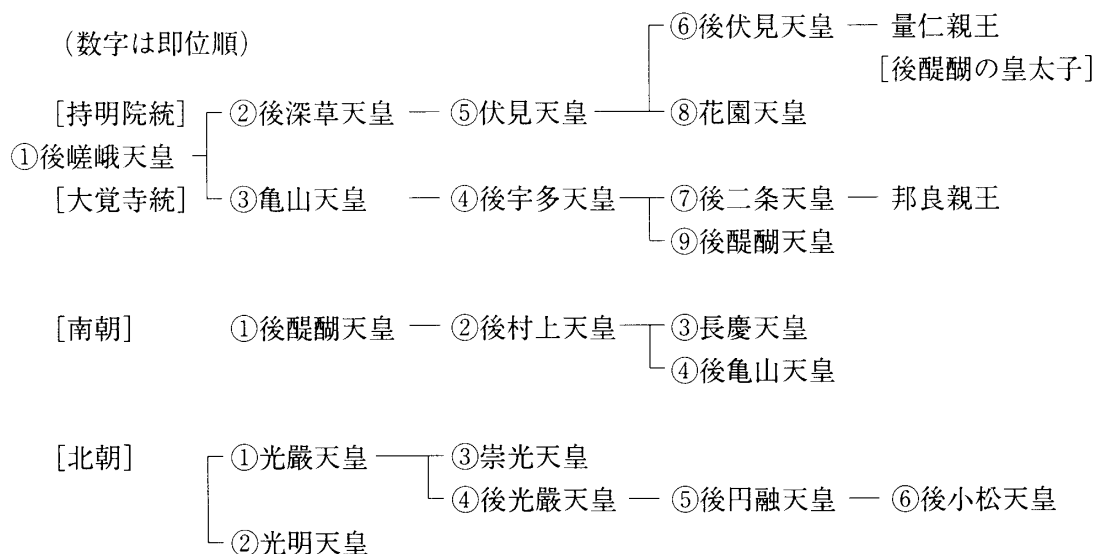 (数字は即位順)
⑥後伏見天皇 ― 量仁親王
[後醍醐の皇太子]
[持明院統] ②後深草天皇 ― ⑤伏見天皇 ⑧花園天皇
①後嵯峨天皇
[大覚寺統] ③亀山天皇 ― ④後宇多天皇 ⑦後二条天皇 ― 邦良親王
⑨後醍醐天皇
[南朝] ①後醍醐天皇 ― ②後村上天皇 ③長慶天皇
④後亀山天皇
[北朝] ①光嚴天皇 ③崇光天皇
④後光嚴天皇 ― ⑤後円融天皇 ― ⑥後小松天皇
②光明天皇